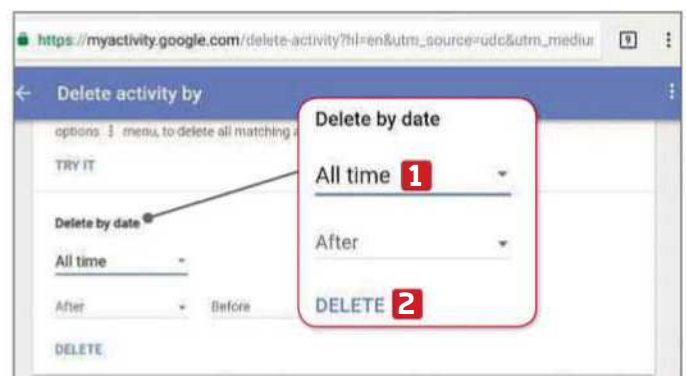 https://myactivity.google.com/delete-activity?hl=en&utm_source=udc&utm_mediur
9
Delete activity by
options ⋮ menu, to delete all matching
TRY IT
Delete by date
All time
After Before
DELETE
Delete by date
All time 1
After
DELETE 2